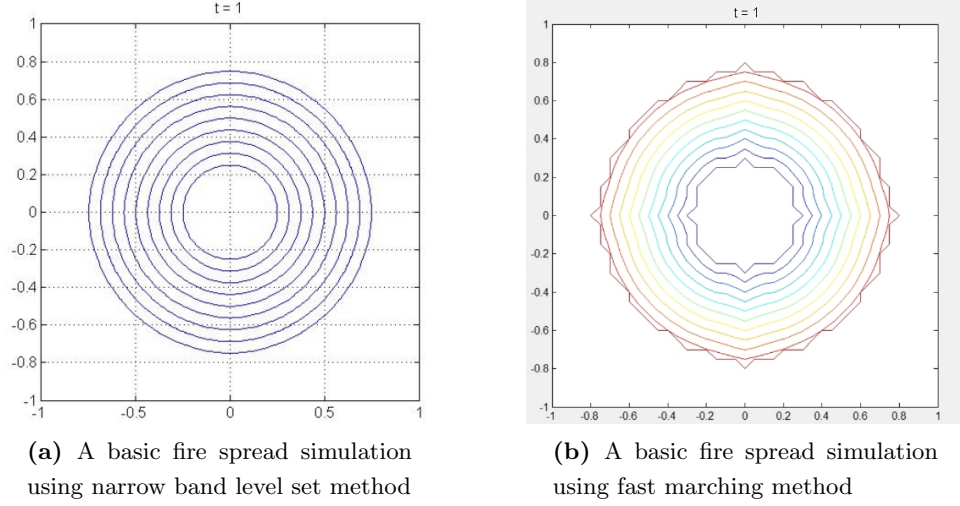 t = 1
1
0.8
0.6
0.4
0.2
0
-0.2
-0.4
-0.6
-0.8
-1
-1 -0.5 0 0.5 1
(a) A basic fire spread simulation
using narrow band level set method
t = 1
1
0.8
0.6
0.4
0.2
0
-0.2
-0.4
-0.6
-0.8
-1
-1 -0.8 -0.6 -0.4 -0.2 0 0.2 0.4 0.6 0.8 1
(b) A basic fire spread simulation
using fast marching method